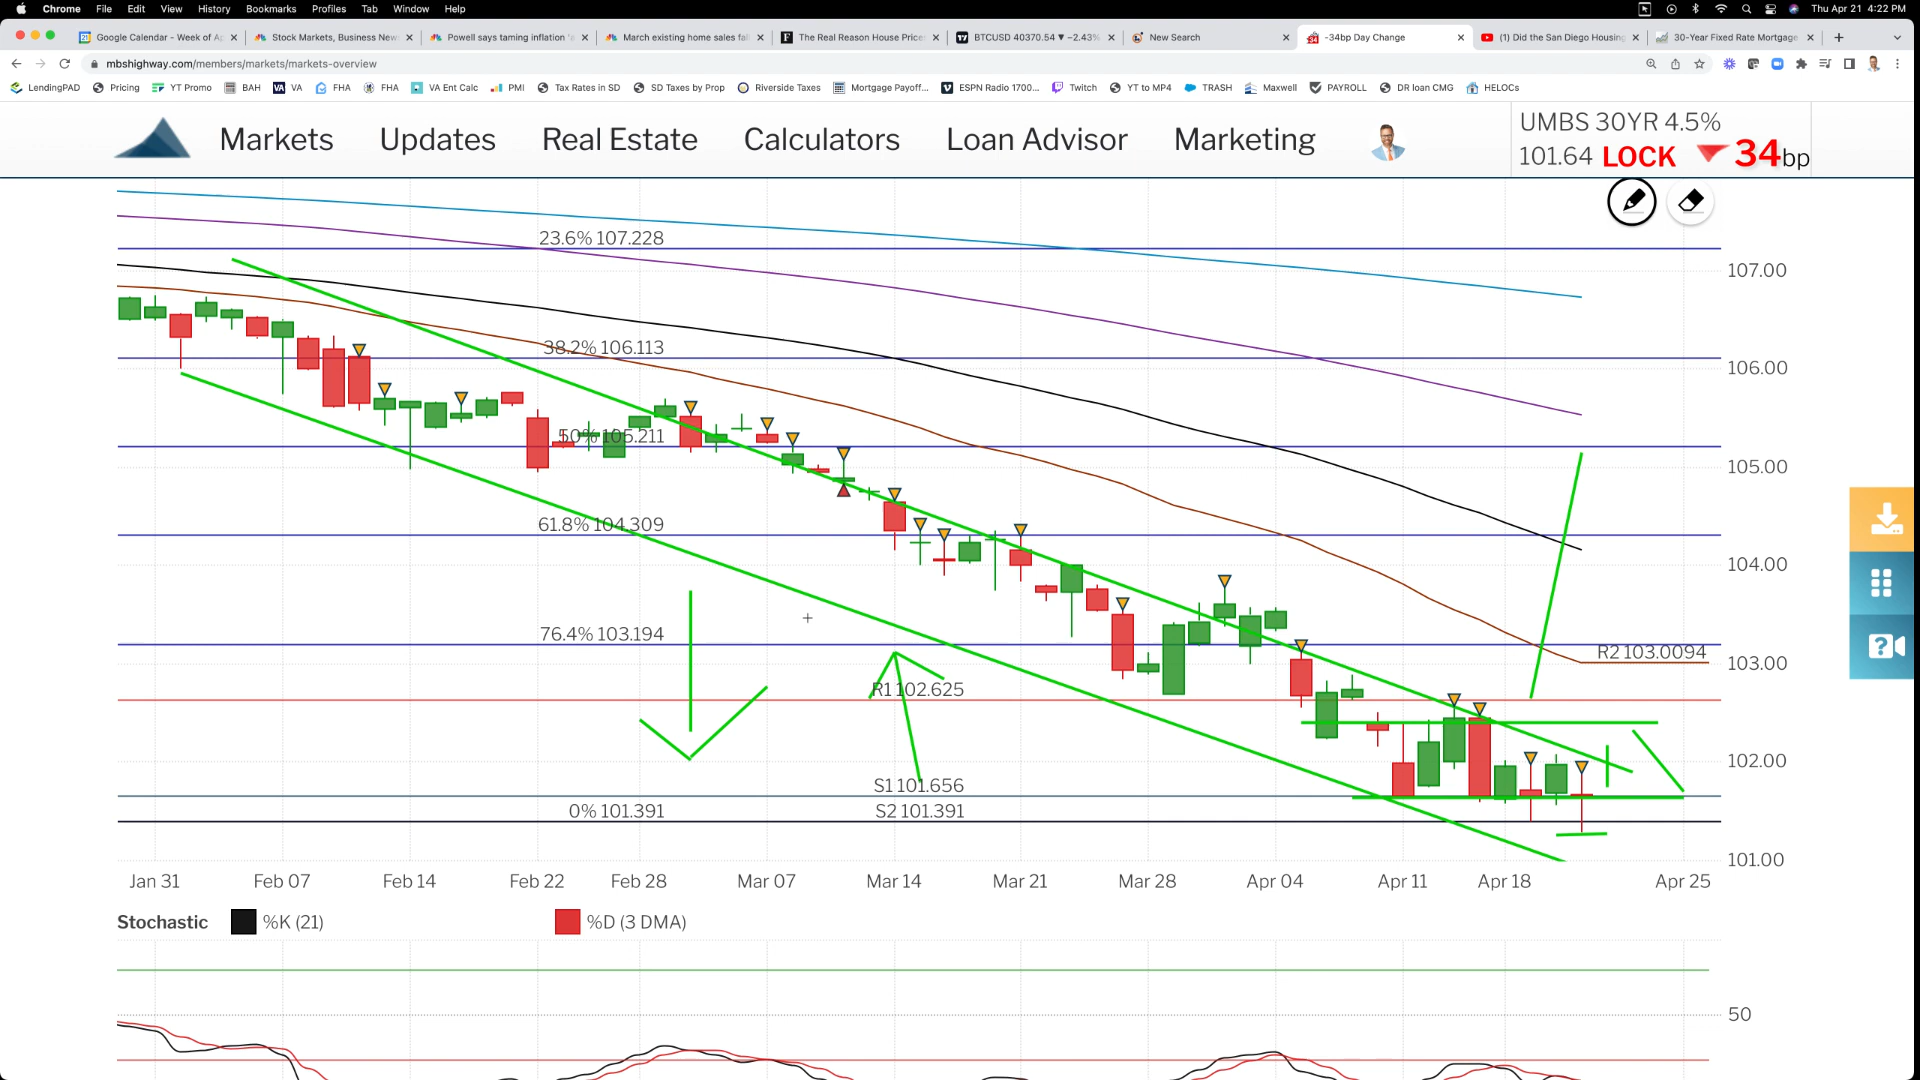 Chrome File Edit View History Bookmarks Profiles Tab Window Help Thu Apr 21 4:22 PM
Google Calendar - Week of Ap Stock Markets, Business New Powell says taming inflation 'a March existing home sales fal The Real Reason House Price BTCUSD 40370.54 ▼ −2.43% New Search -34bp Day Change (1) Did the San Diego Housing 30-Year Fixed Rate Mortgage
mbshighway.com/members/markets/markets-overview
LendingPAD Pricing YT Promo BAH VA FHA FHA VA Ent Calc PMI Tax Rates in SD SD Taxes by Prop Riverside Taxes Mortgage Payoff... ESPN Radio 1700... Twitch YT to MP4 TRASH Maxwell PAYROLL DR loan CMG HELOCs
Markets Updates Real Estate Calculators Loan Advisor Marketing
UMBS 30YR 4.5%
101.64 LOCK ▼ 34bp
23.6% 107.228
107.00
38.2% 106.113
106.00
50% 105.211
105.00
61.8% 104.309
104.00
76.4% 103.194
R2 103.0094
103.00
R1 102.625
102.00
S1 101.656
0% 101.391
S2 101.391
101.00
Jan 31 Feb 07 Feb 14 Feb 22 Feb 28 Mar 07 Mar 14 Mar 21 Mar 28 Apr 04 Apr 11 Apr 18 Apr 25
Stochastic %K (21) %D (3 DMA)
50